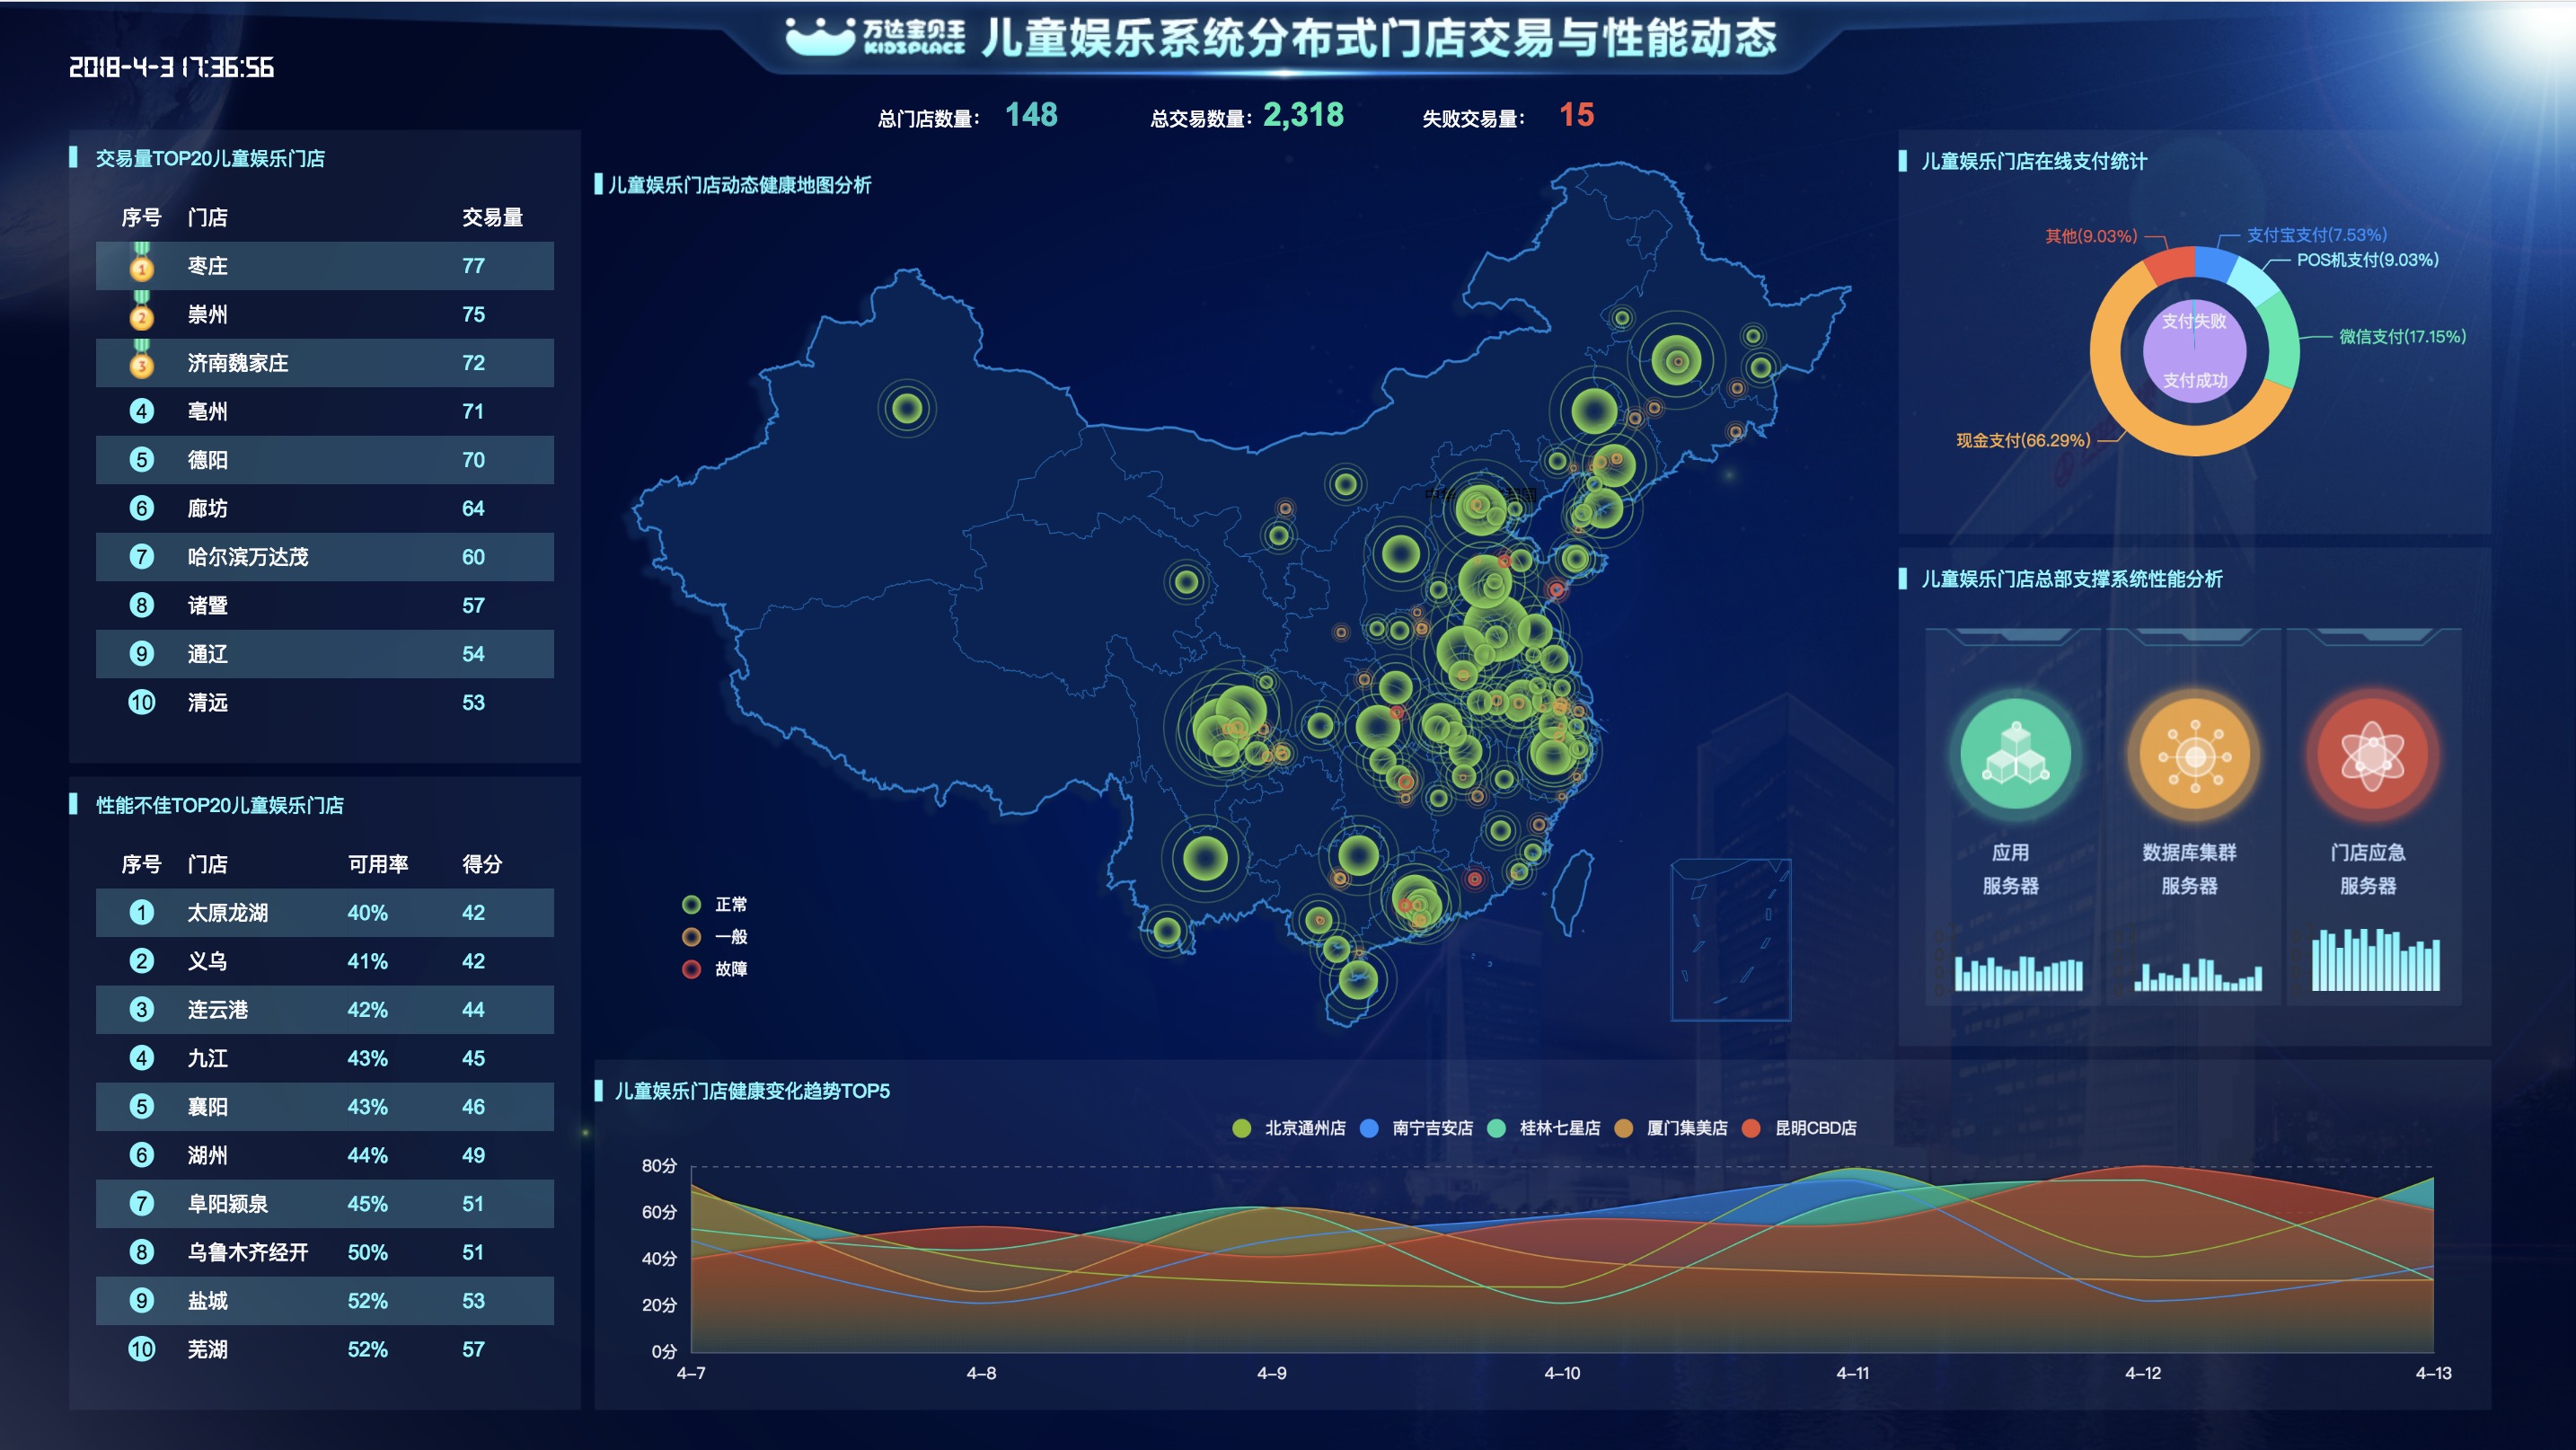 万达宝贝王
KIDSPLACE
儿童娱乐系统分布式门店交易与性能动态
2018-4-3 17:36:56
总门店数量: 148 总交易数量: 2,318 失败交易量: 15
交易量TOP20儿童娱乐门店
序号 门店 交易量
1 枣庄 77
2 崇州 75
3 济南魏家庄 72
4 亳州 71
5 德阳 70
6 廊坊 64
7 哈尔滨万达茂 60
8 诸暨 57
9 通辽 54
10 清远 53
性能不佳TOP20儿童娱乐门店
序号 门店 可用率 得分
1 太原龙湖 40% 42
2 义乌 41% 42
3 连云港 42% 44
4 九江 43% 45
5 襄阳 43% 46
6 湖州 44% 49
7 阜阳颍泉 45% 51
8 乌鲁木齐经开 50% 51
9 盐城 52% 53
10 芜湖 52% 57
儿童娱乐门店动态健康地图分析
正常
一般
故障
儿童娱乐门店在线支付统计
其他(9.03%)
支付宝支付(7.53%)
POS机支付(9.03%)
微信支付(17.15%)
现金支付(66.29%)
支付失败
支付成功
儿童娱乐门店总部支撑系统性能分析
应用
服务器
数据库集群
服务器
门店应急
服务器
儿童娱乐门店健康变化趋势TOP5
北京通州店 南宁吉安店 桂林七星店 厦门集美店 昆明CBD店
80分
60分
40分
20分
0分
4-7 4-8 4-9 4-10 4-11 4-12 4-13